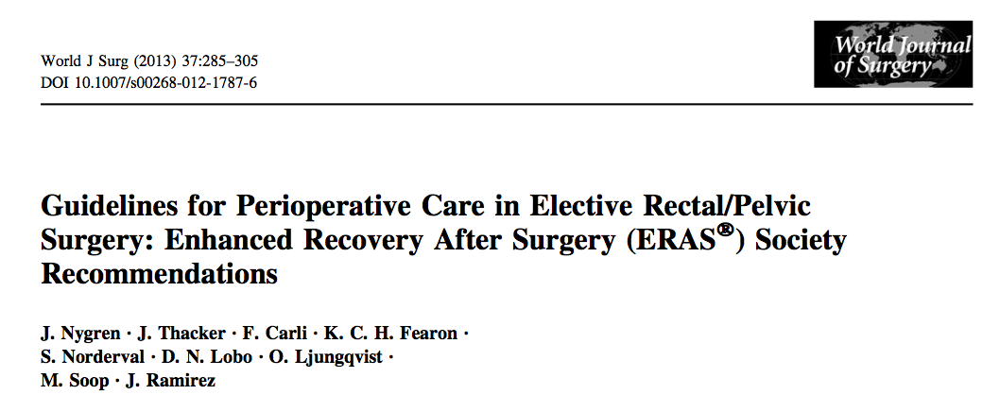 World J Surg (2013) 37:285–305
DOI 10.1007/s00268-012-1787-6
World Journal
of Surgery
Guidelines for Perioperative Care in Elective Rectal/Pelvic
Surgery: Enhanced Recovery After Surgery (ERAS®) Society
Recommendations
J. Nygren · J. Thacker · F. Carli · K. C. H. Fearon ·
S. Norderval · D. N. Lobo · O. Ljungqvist ·
M. Soop · J. Ramirez